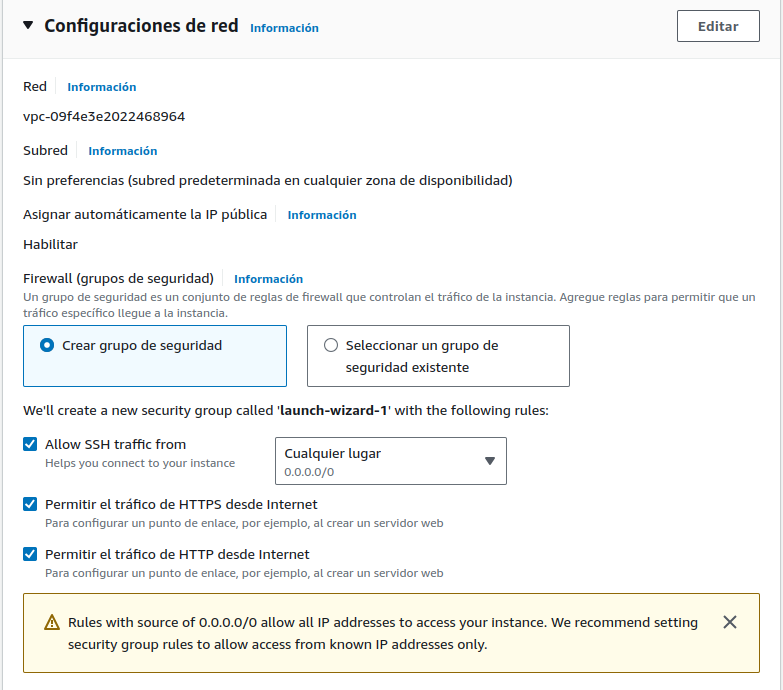 Configuraciones de red Información
Editar
Red Información
vpc-09f4e3e2022468964
Subred Información
Sin preferencias (subred predeterminada en cualquier zona de disponibilidad)
Asignar automáticamente la IP pública Información
Habilitar
Firewall (grupos de seguridad) Información
Un grupo de seguridad es un conjunto de reglas de firewall que controlan el tráfico de la instancia. Agregue reglas para permitir que un
tráfico específico llegue a la instancia.
Crear grupo de seguridad
Seleccionar un grupo de
seguridad existente
We'll create a new security group called 'launch-wizard-1' with the following rules:
Allow SSH traffic from
Helps you connect to your instance
Cualquier lugar
0.0.0.0/0
Permitir el tráfico de HTTPS desde Internet
Para configurar un punto de enlace, por ejemplo, al crear un servidor web
Permitir el tráfico de HTTP desde Internet
Para configurar un punto de enlace, por ejemplo, al crear un servidor web
Rules with source of 0.0.0.0/0 allow all IP addresses to access your instance. We recommend setting
security group rules to allow access from known IP addresses only.